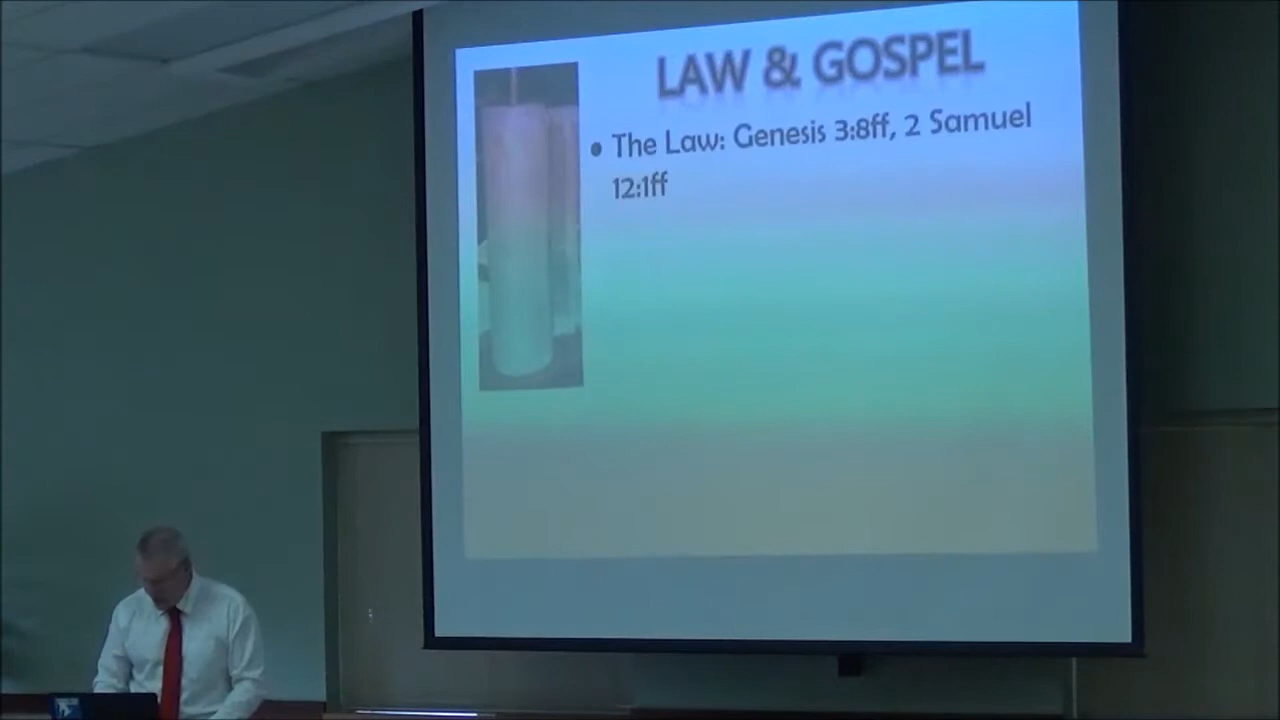 LAW & GOSPEL
• The Law: Genesis 3:8ff, 2 Samuel
12:1ff